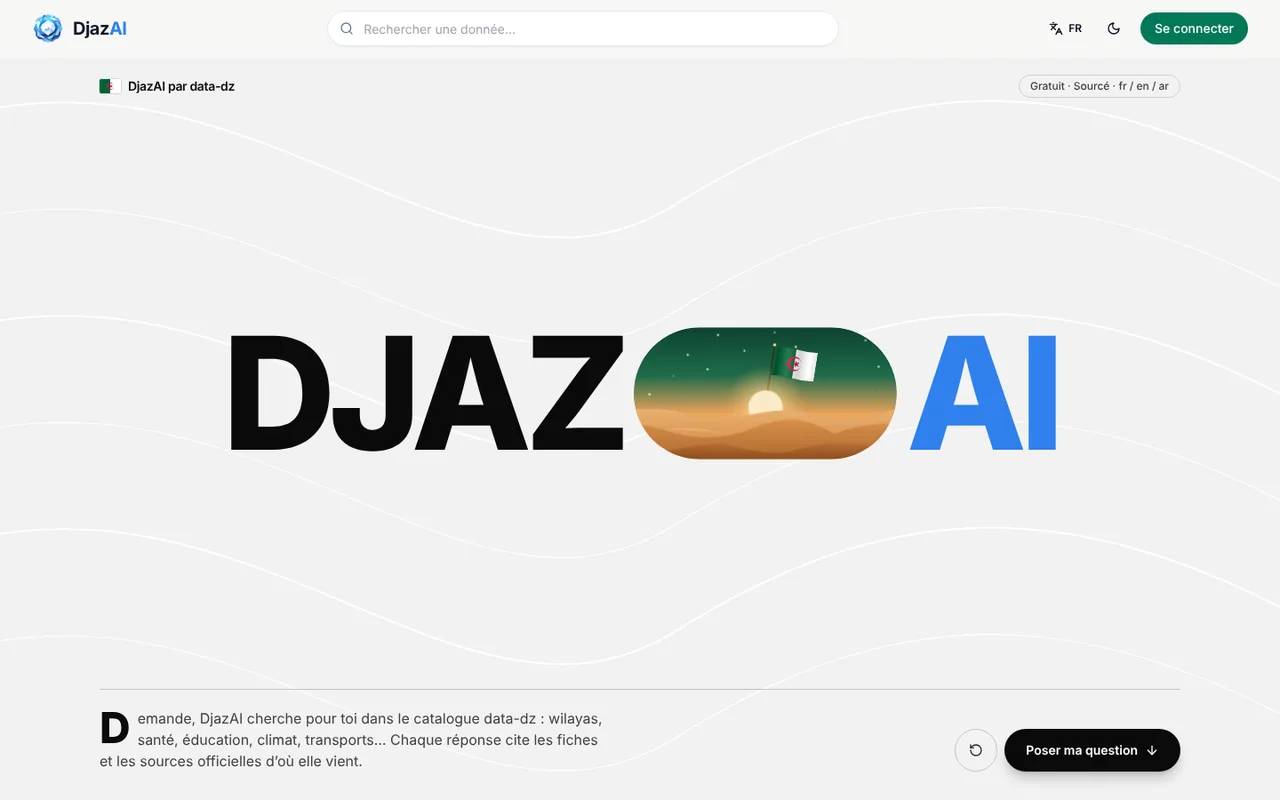 DjazAI
Rechercher une donnée...
FR
Se connecter
DjazAI par data-dz
Gratuit · Sourcé · fr / en / ar
DJAZ AI
Demande, DjazAI cherche pour toi dans le catalogue data-dz : wilayas,
santé, éducation, climat, transports... Chaque réponse cite les fiches
et les sources officielles d’où elle vient.
Poser ma question